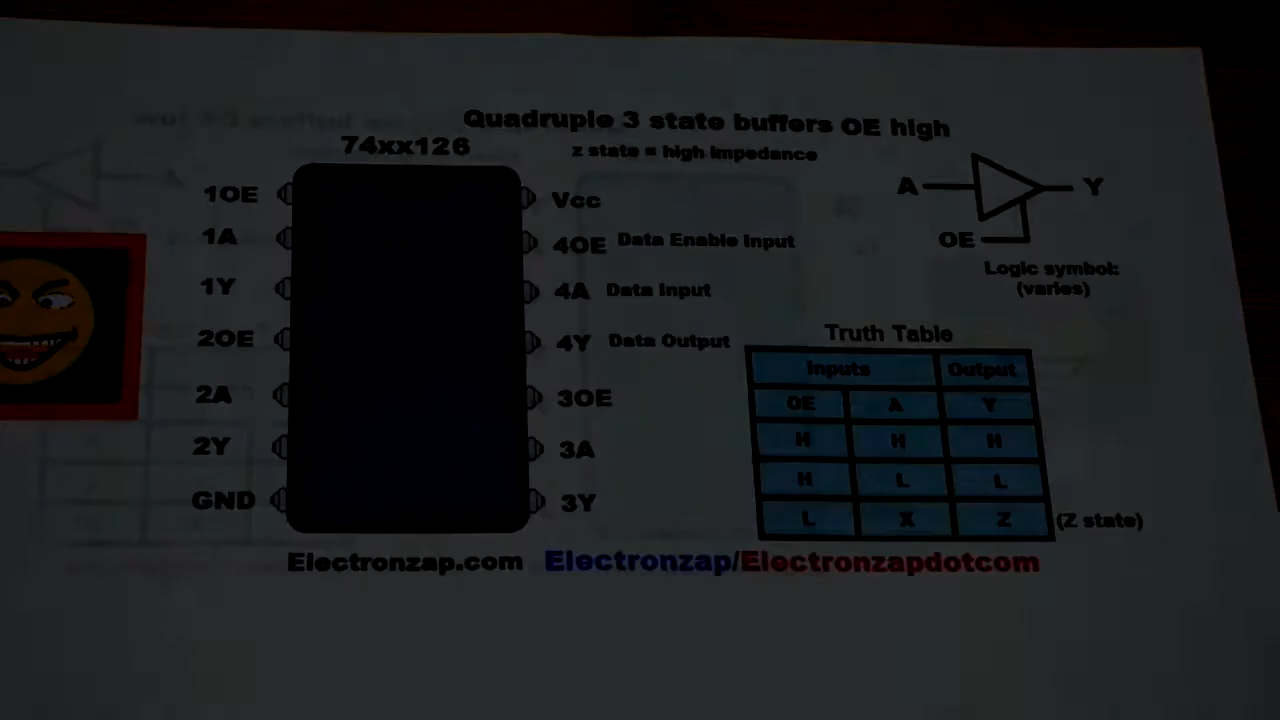 Quadruple 3 state buffers OE high
74xx126
z state = high impedance
1OE
1A
1Y
2OE
2A
2Y
GND
Vcc
4OE Data Enable Input
4A Data Input
4Y Data Output
3OE
3A
3Y
A Y
OE
Logic symbol:
(varies)
Truth Table
Inputs Output
OE A Y
H H H
H L L
L X Z (Z state)
Electronzap.com Electronzap/Electronzapdotcom